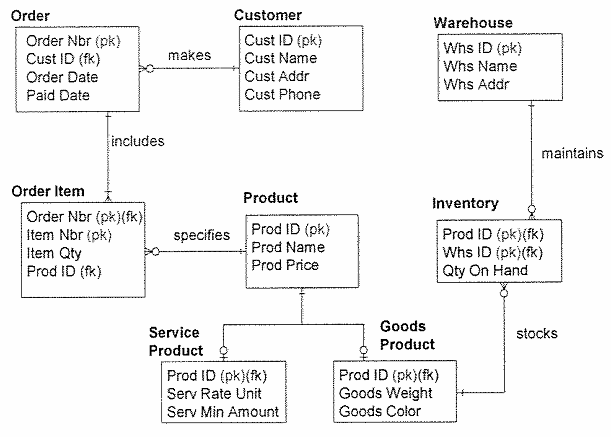 Order
Order Nbr (pk)
Cust ID (fk)
Order Date
Paid Date
makes
Customer
Cust ID (pk)
Cust Name
Cust Addr
Cust Phone
Warehouse
Whs ID (pk)
Whs Name
Whs Addr
includes
maintains
Order Item
Order Nbr (pk)(fk)
Item Nbr (pk)
Item Qty
Prod ID (fk)
specifies
Product
Prod ID (pk)
Prod Name
Prod Price
Inventory
Prod ID (pk)(fk)
Whs ID (pk)(fk)
Qty On Hand
stocks
Service
Product
Prod ID (pk)(fk)
Serv Rate Unit
Serv Min Amount
Goods
Product
Prod ID (pk)(fk)
Goods Weight
Goods Color